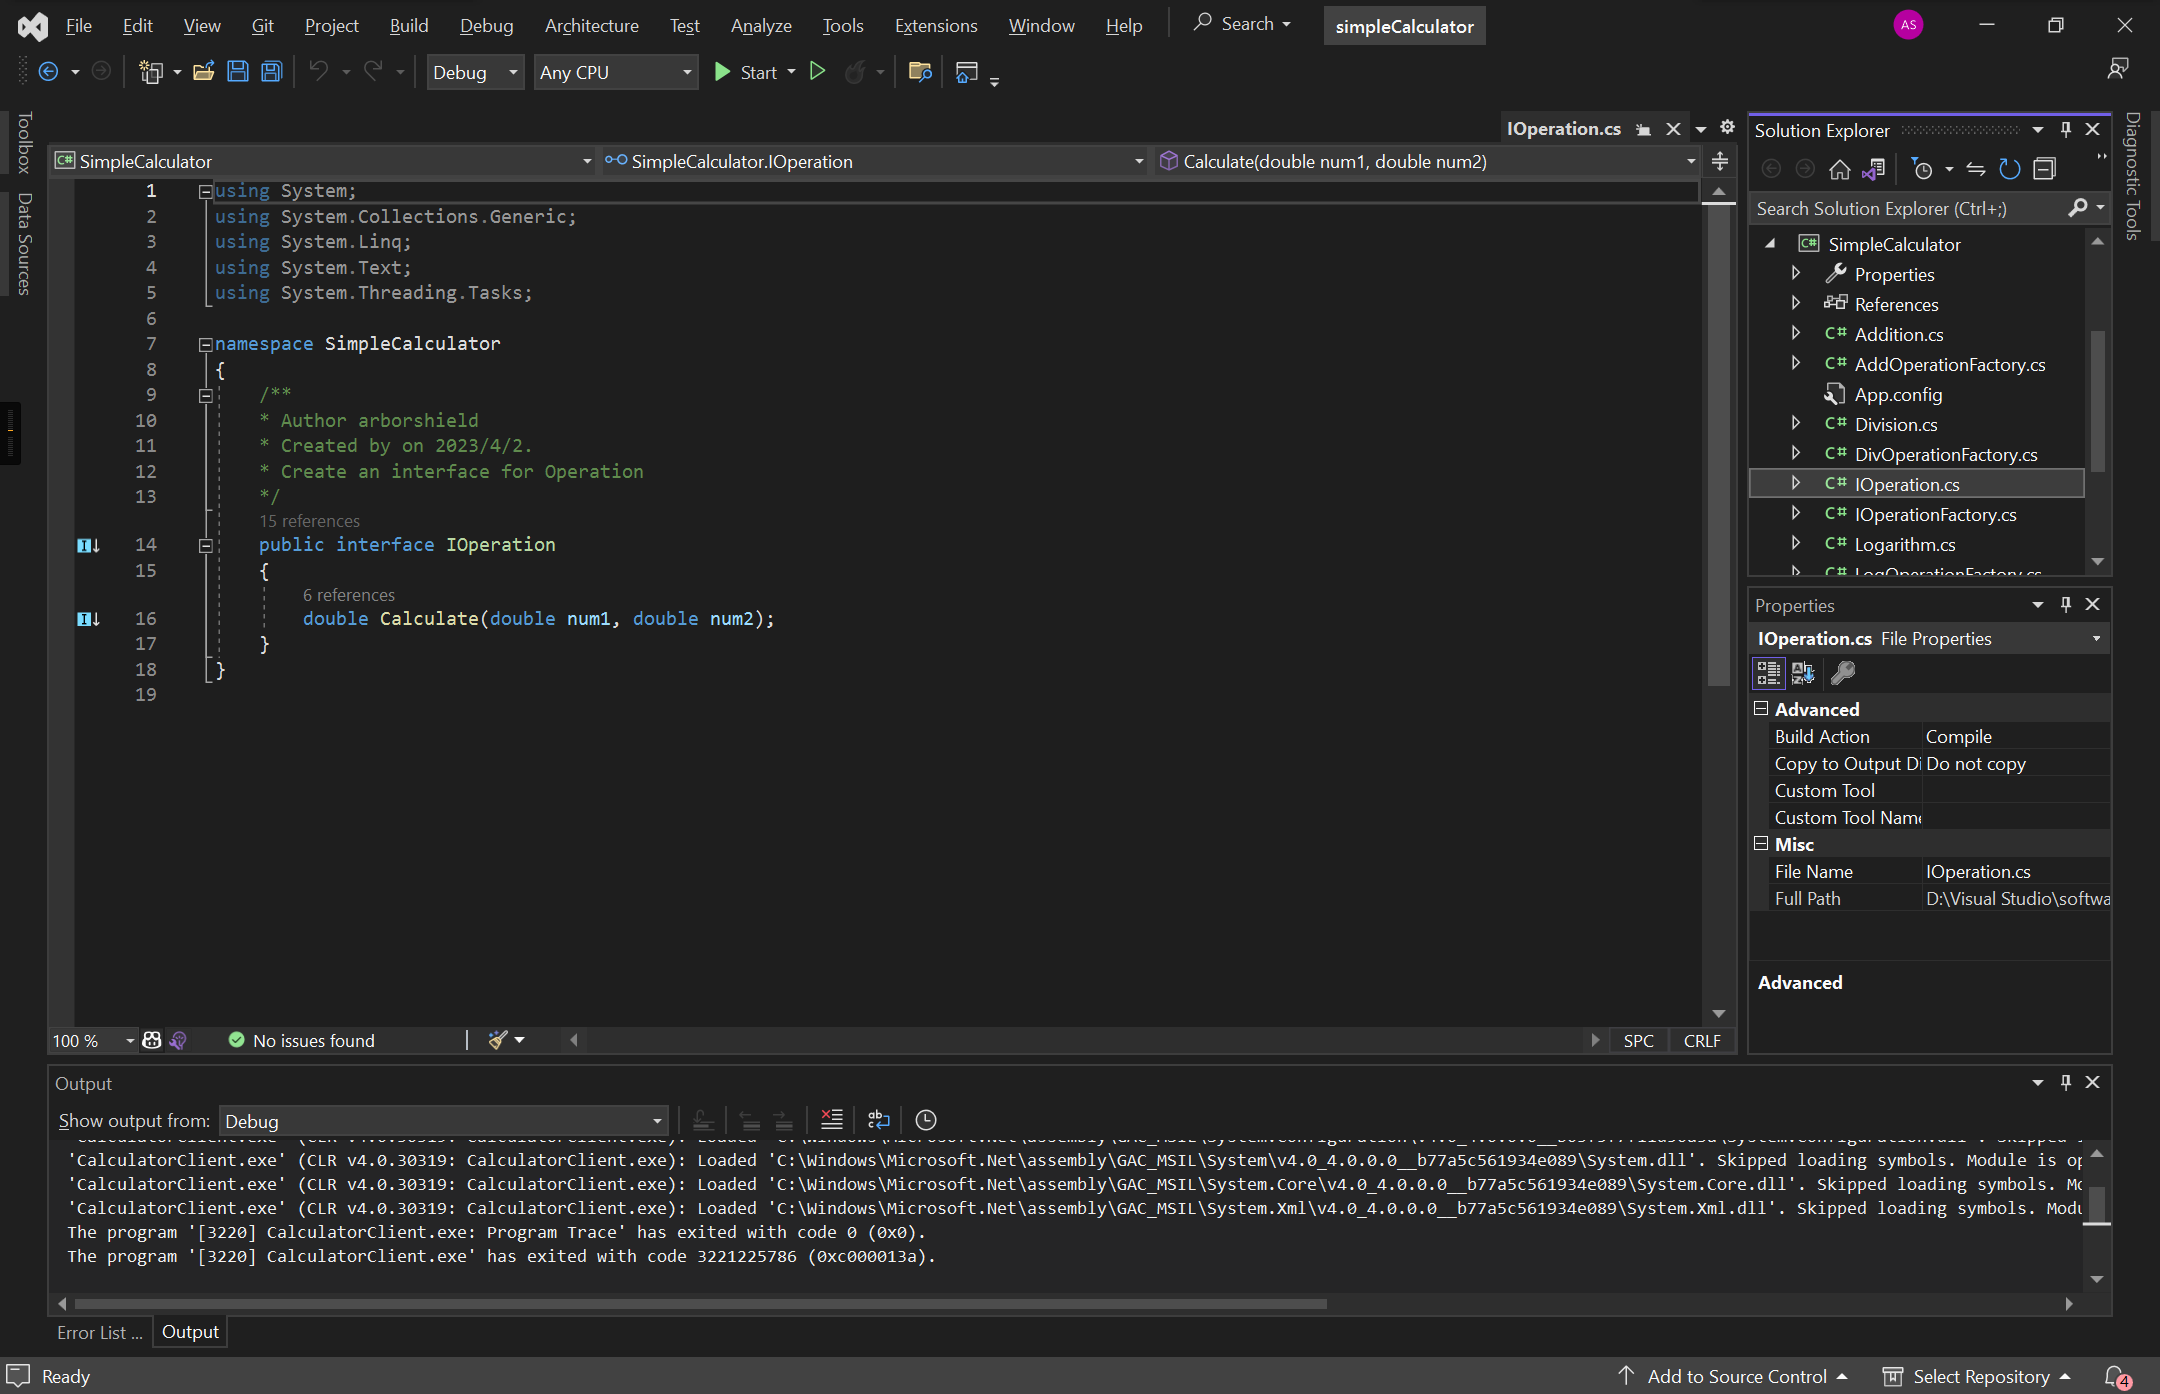 File Edit View Git Project Build Debug Architecture Test Analyze Tools Extensions Window Help Search simpleCalculator AS
Debug Any CPU Start
Toolbox
Data Sources
IOperation.cs
SimpleCalculator SimpleCalculator.IOperation Calculate(double num1, double num2)
1 using System;
2 using System.Collections.Generic;
3 using System.Linq;
4 using System.Text;
5 using System.Threading.Tasks;
6
7 namespace SimpleCalculator
8 {
9 /**
10 * Author arborshield
11 * Created by on 2023/4/2.
12 * Create an interface for Operation
13 */
15 references
14 public interface IOperation
15 {
6 references
16 double Calculate(double num1, double num2);
17 }
18 }
19
100 % No issues found SPC CRLF
Solution Explorer
Search Solution Explorer (Ctrl+;)
C# SimpleCalculator
Properties
References
C# Addition.cs
C# AddOperationFactory.cs
App.config
C# Division.cs
C# DivOperationFactory.cs
C# IOperation.cs
C# IOperationFactory.cs
C# Logarithm.cs
C# LogOperationFactory.cs
Properties
IOperation.cs File Properties
Advanced
Build Action Compile
Copy to Output Di Do not copy
Custom Tool
Custom Tool Name
Misc
File Name IOperation.cs
Full Path D:\Visual Studio\softwa
Advanced
Diagnostic Tools
Output
Show output from: Debug
'CalculatorClient.exe' (CLR v4.0.30319: CalculatorClient.exe): Loaded 'C:\Windows\Microsoft.Net\assembly\GAC_MSIL\System\v4.0_4.0.0.0__b77a5c561934e089\System.dll'. Skipped loading symbols. Module is op
'CalculatorClient.exe' (CLR v4.0.30319: CalculatorClient.exe): Loaded 'C:\Windows\Microsoft.Net\assembly\GAC_MSIL\System.Core\v4.0_4.0.0.0__b77a5c561934e089\System.Core.dll'. Skipped loading symbols. Mo
'CalculatorClient.exe' (CLR v4.0.30319: CalculatorClient.exe): Loaded 'C:\Windows\Microsoft.Net\assembly\GAC_MSIL\System.Xml\v4.0_4.0.0.0__b77a5c561934e089\System.Xml.dll'. Skipped loading symbols. Modu
The program '[3220] CalculatorClient.exe: Program Trace' has exited with code 0 (0x0).
The program '[3220] CalculatorClient.exe' has exited with code 3221225786 (0xc000013a).
Error List ... Output
Ready Add to Source Control Select Repository 4